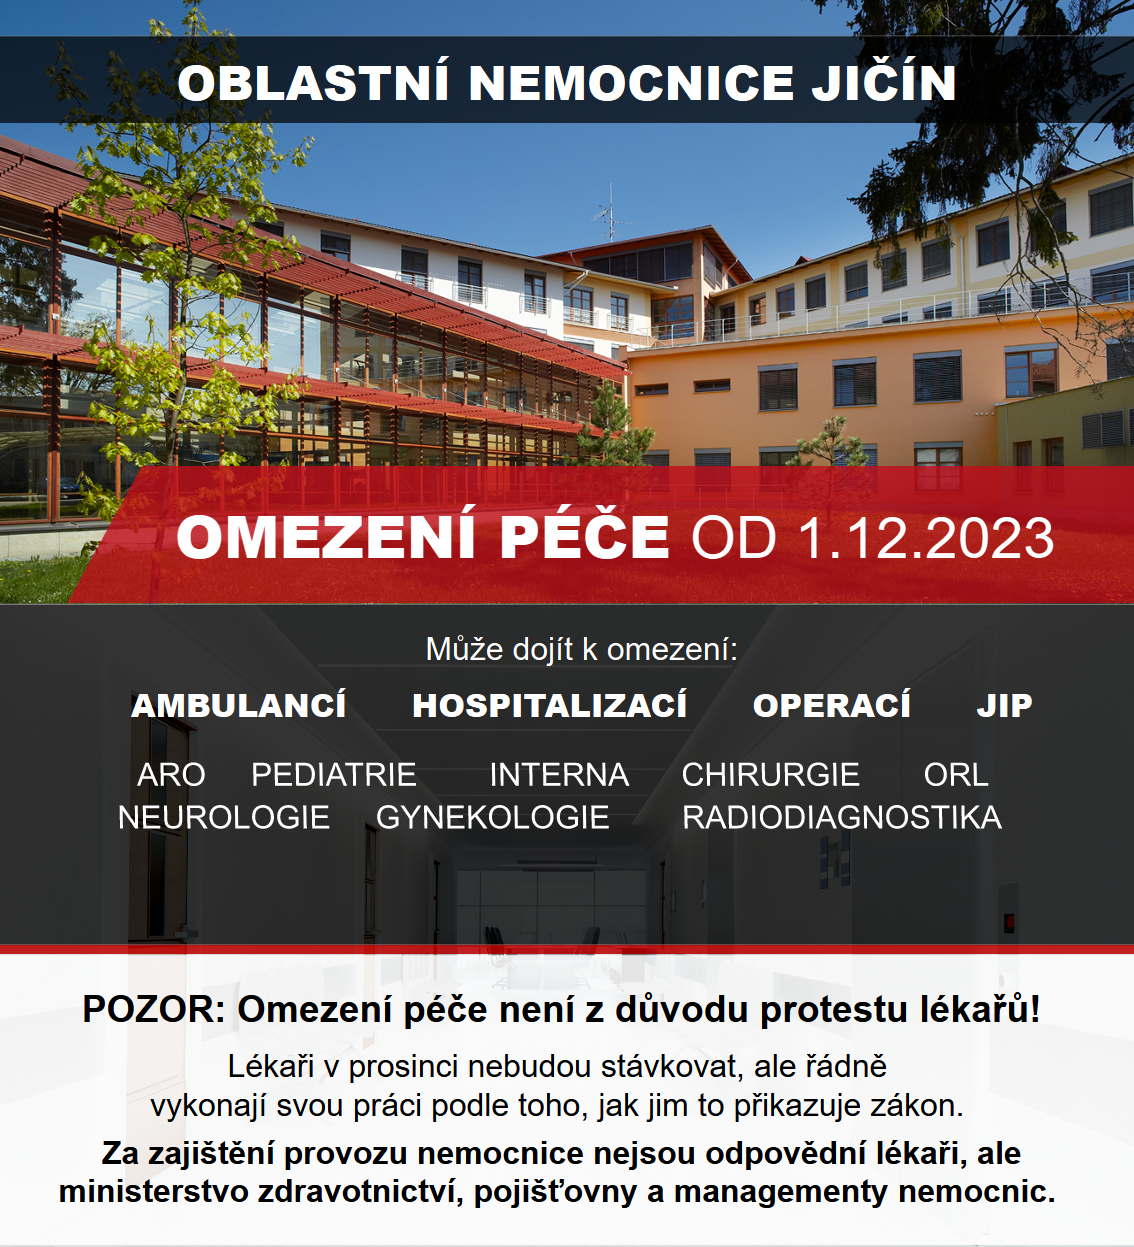 OBLASTNÍ NEMOCNICE JIČÍN
OMEZENÍ PÉČE OD 1.12.2023
Může dojít k omezení:
AMBULANCÍ HOSPITALIZACÍ OPERACÍ JIP
ARO PEDIATRIE INTERNA CHIRURGIE ORL
NEUROLOGIE GYNEKOLOGIE RADIODIAGNOSTIKA
POZOR: Omezení péče není z důvodu protestu lékařů!
Lékaři v prosinci nebudou stávkovat, ale řádně
vykonají svou práci podle toho, jak jim to přikazuje zákon.
Za zajištění provozu nemocnice nejsou odpovědní lékaři, ale
ministerstvo zdravotnictví, pojišťovny a managementy nemocnic.